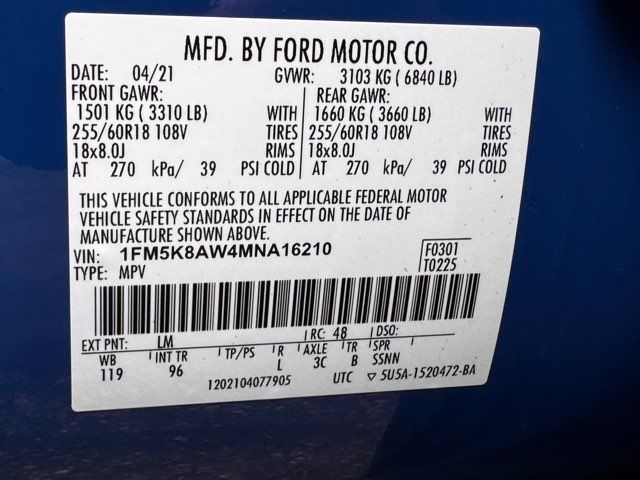 MFD. BY FORD MOTOR CO.
DATE: 04/21 GVWR: 3103 KG ( 6840 LB)
FRONT GAWR: REAR GAWR:
1501 KG ( 3310 LB) WITH 1660 KG ( 3660 LB) WITH
255/60R18 108V TIRES 255/60R18 108V TIRES
18x8.0J RIMS 18x8.0J RIMS
AT 270 kPa/ 39 PSI COLD AT 270 kPa/ 39 PSI COLD
THIS VEHICLE CONFORMS TO ALL APPLICABLE FEDERAL MOTOR
VEHICLE SAFETY STANDARDS IN EFFECT ON THE DATE OF
MANUFACTURE SHOWN ABOVE.
VIN: 1FM5K8AW4MNA16210 F0301
TYPE: MPV T0225
EXT PNT: LM RC: 48 DSO:
WB INT TR TP/PS R AXLE TR SPR
119 96 L 3C B SSNN
1202104077905 UTC ▽ 5U5A-1520472-BA